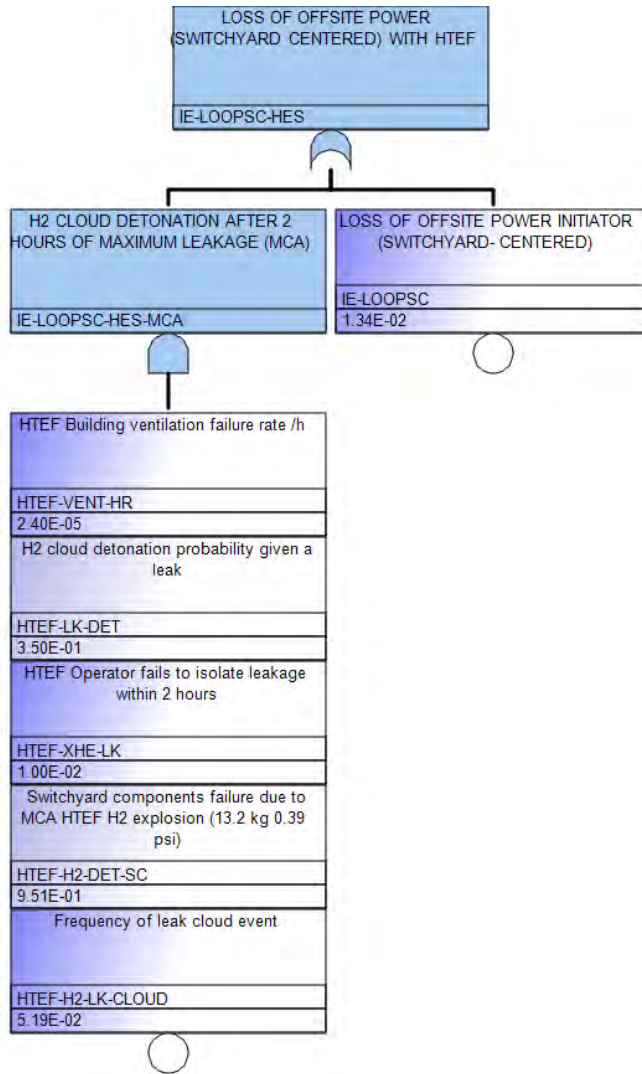 LOSS OF OFFSITE POWER
(SWITCHYARD CENTERED) WITH HTEF
IE-LOOPSC-HES
H2 CLOUD DETONATION AFTER 2
HOURS OF MAXIMUM LEAKAGE (MCA)
IE-LOOPSC-HES-MCA
LOSS OF OFFSITE POWER INITIATOR
(SWITCHYARD- CENTERED)
IE-LOOPSC
1.34E-02
HTEF Building ventilation failure rate /h
HTEF-VENT-HR
2.40E-05
H2 cloud detonation probability given a
leak
HTEF-LK-DET
3.50E-01
HTEF Operator fails to isolate leakage
within 2 hours
HTEF-XHE-LK
1.00E-02
Switchyard components failure due to
MCA HTEF H2 explosion (13.2 kg 0.39
psi)
HTEF-H2-DET-SC
9.51E-01
Frequency of leak cloud event
HTEF-H2-LK-CLOUD
5.19E-02